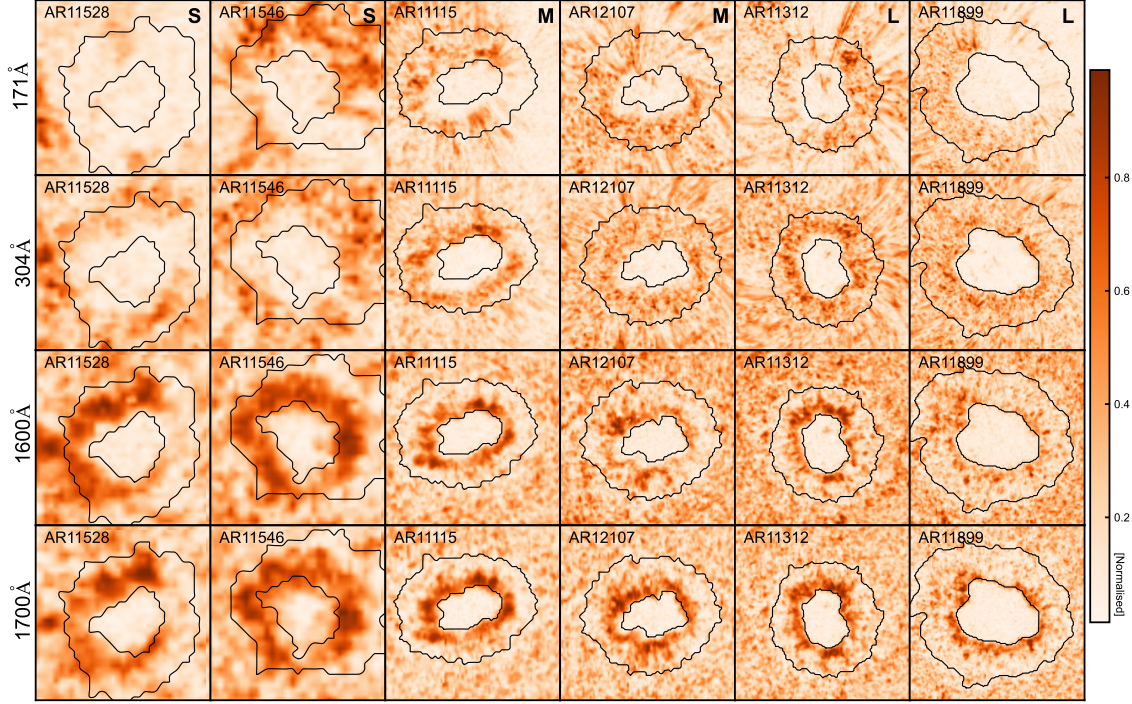 AR11528 S AR11546 S AR11115 M AR12107 M AR11312 L AR11899 L
171Å
AR11528 AR11546 AR11115 AR12107 AR11312 AR11899
304Å
AR11528 AR11546 AR11115 AR12107 AR11312 AR11899
1600Å
AR11528 AR11546 AR11115 AR12107 AR11312 AR11899
1700Å
0.8
0.6
0.4
0.2
[Normalised]